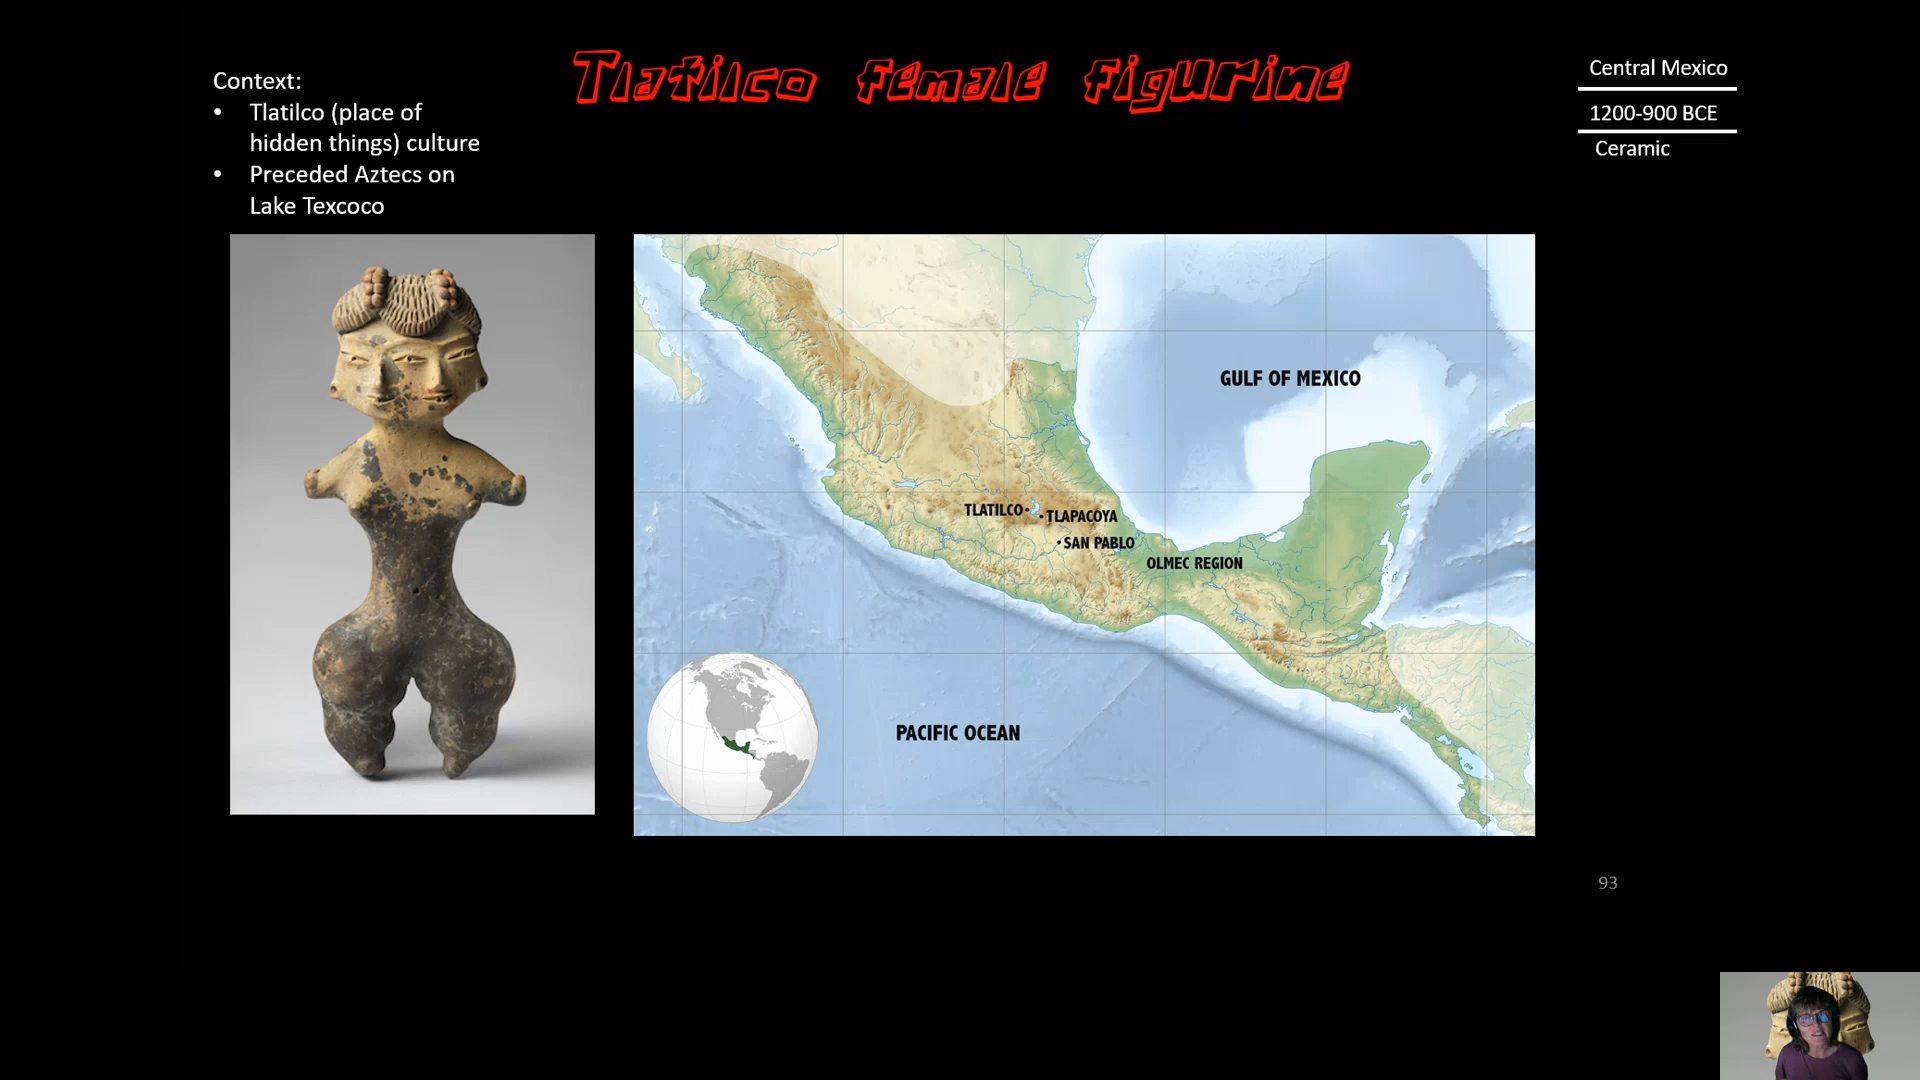 Tlatilco female figurine
Context:
• Tlatilco (place of
hidden things) culture
• Preceded Aztecs on
Lake Texcoco
Central Mexico
1200-900 BCE
Ceramic
GULF OF MEXICO
TLATILCO
TLAPACOYA
SAN PABLO
OLMEC REGION
PACIFIC OCEAN
93